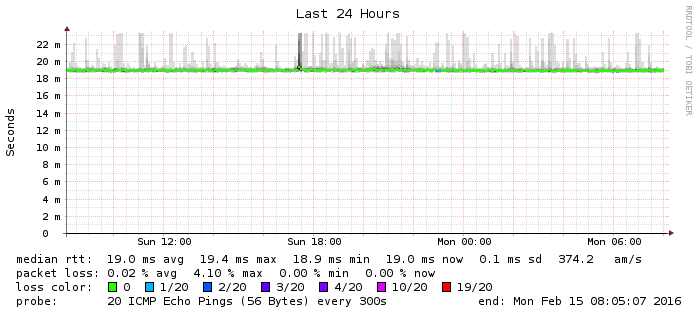 Last 24 Hours
RRDTOOL / TOBI OETIKER
Seconds
22 m
20 m
18 m
16 m
14 m
12 m
10 m
8 m
6 m
4 m
2 m
0
Sun 12:00 Sun 18:00 Mon 00:00 Mon 06:00
median rtt: 19.0 ms avg 19.4 ms max 18.9 ms min 19.0 ms now 0.1 ms sd 374.2 am/s
packet loss: 0.02 % avg 4.10 % max 0.00 % min 0.00 % now
loss color: 0 1/20 2/20 3/20 4/20 10/20 19/20
probe: 20 ICMP Echo Pings (56 Bytes) every 300s end: Mon Feb 15 08:05:07 2016